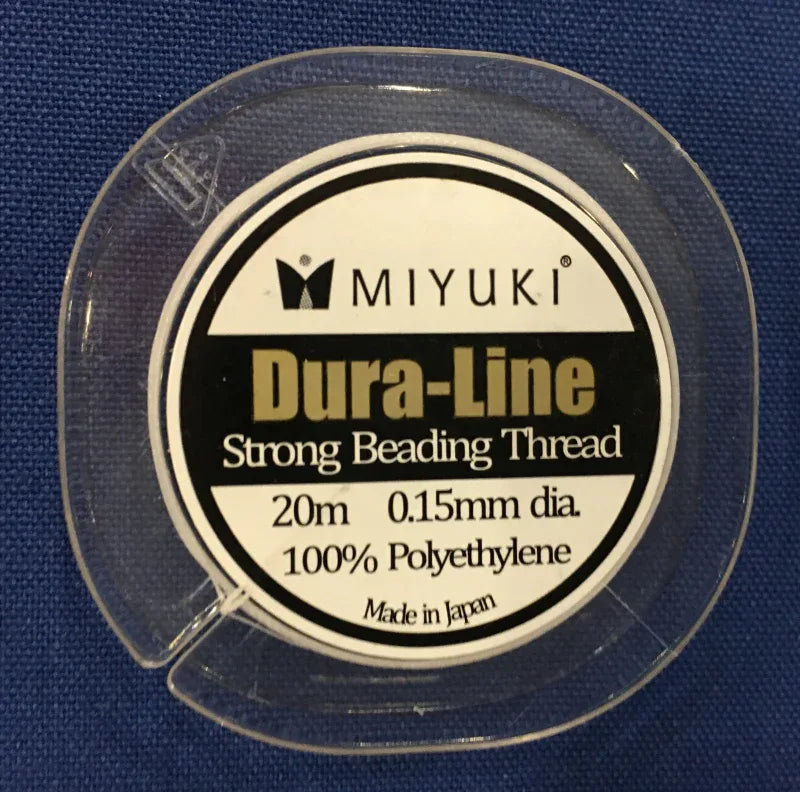 MIYUKI®
Dura-Line
Strong Beading Thread
20m 0.15mm dia.
100% Polyethylene
Made in Japan